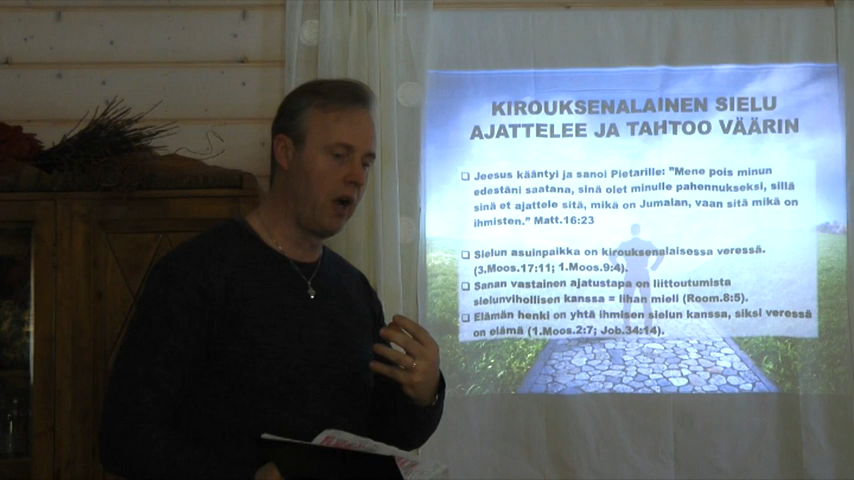 KIROUKSENALAINEN SIELU
AJATTELEE JA TAHTOO VÄÄRIN
❑ Jeesus kääntyi ja sanoi Pietarille: "Mene pois minun
edestäni saatana, sinä olet minulle pahennukseksi, sillä
sinä et ajattele sitä, mikä on Jumalan, vaan sitä mikä on
ihmisten." Matt.16:23
❑ Sielun asuinpaikka on kirouksenalaisessa veressä.
(3.Moos.17:11; 1.Moos.9:4).
❑ Sanan vastainen ajatustapa on liittoutumista
sielunvihollisen kanssa = lihan mieli (Room.8:5).
❑ Elämän henki on yhtä ihmisen sielun kanssa, siksi veressä
on elämä (1.Moos.2:7; Job.34:14).